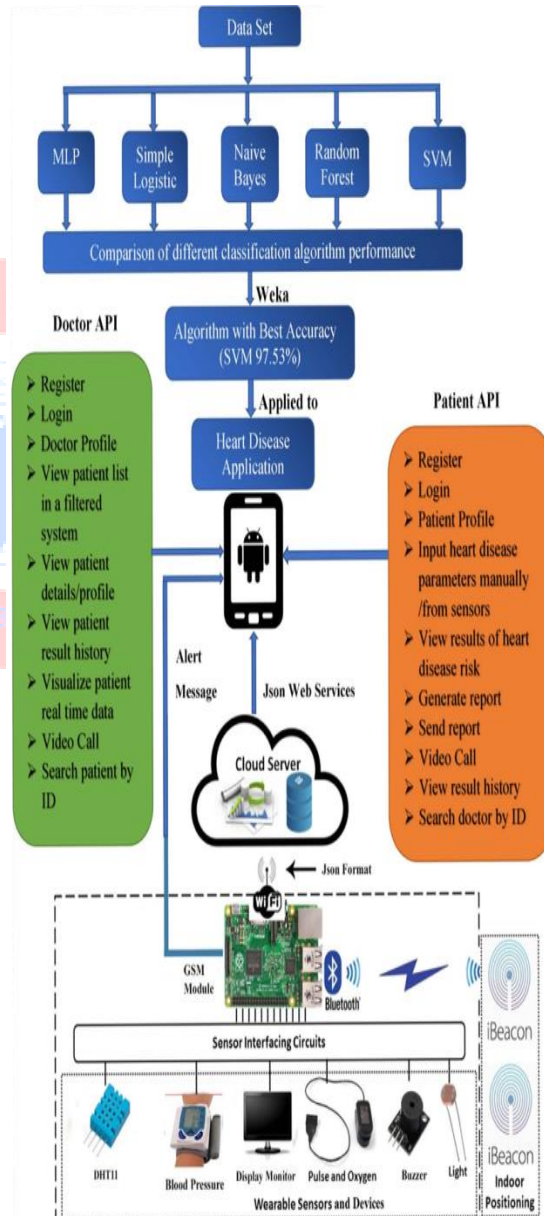 Data Set
MLP
Simple
Logistic
Naive
Bayes
Random
Forest
SVM
Comparison of different classification algorithm performance
Weka
Algorithm with Best Accuracy
(SVM 97.53%)
Applied to
Heart Disease
Application
Doctor API
➤ Register
➤ Login
➤ Doctor Profile
➤ View patient list
in a filtered
system
➤ View patient
details/profile
➤ View patient
result history
➤ Visualize patient
real time data
➤ Video Call
➤ Search patient by
ID
Patient API
➤ Register
➤ Login
➤ Patient Profile
➤ Input heart disease
parameters manually
/from sensors
➤ View results of heart
disease risk
➤ Generate report
➤ Send report
➤ Video Call
➤ View result history
➤ Search doctor by ID
Alert
Message
Json Web Services
Cloud Server
Json Format
WiFi
GSM
Module
Bluetooth
Sensor Interfacing Circuits
iBeacon
iBeacon
Indoor
Positioning
DHT11
Blood Pressure
Display Monitor
Pulse and Oxygen
Buzzer
Light
Wearable Sensors and Devices